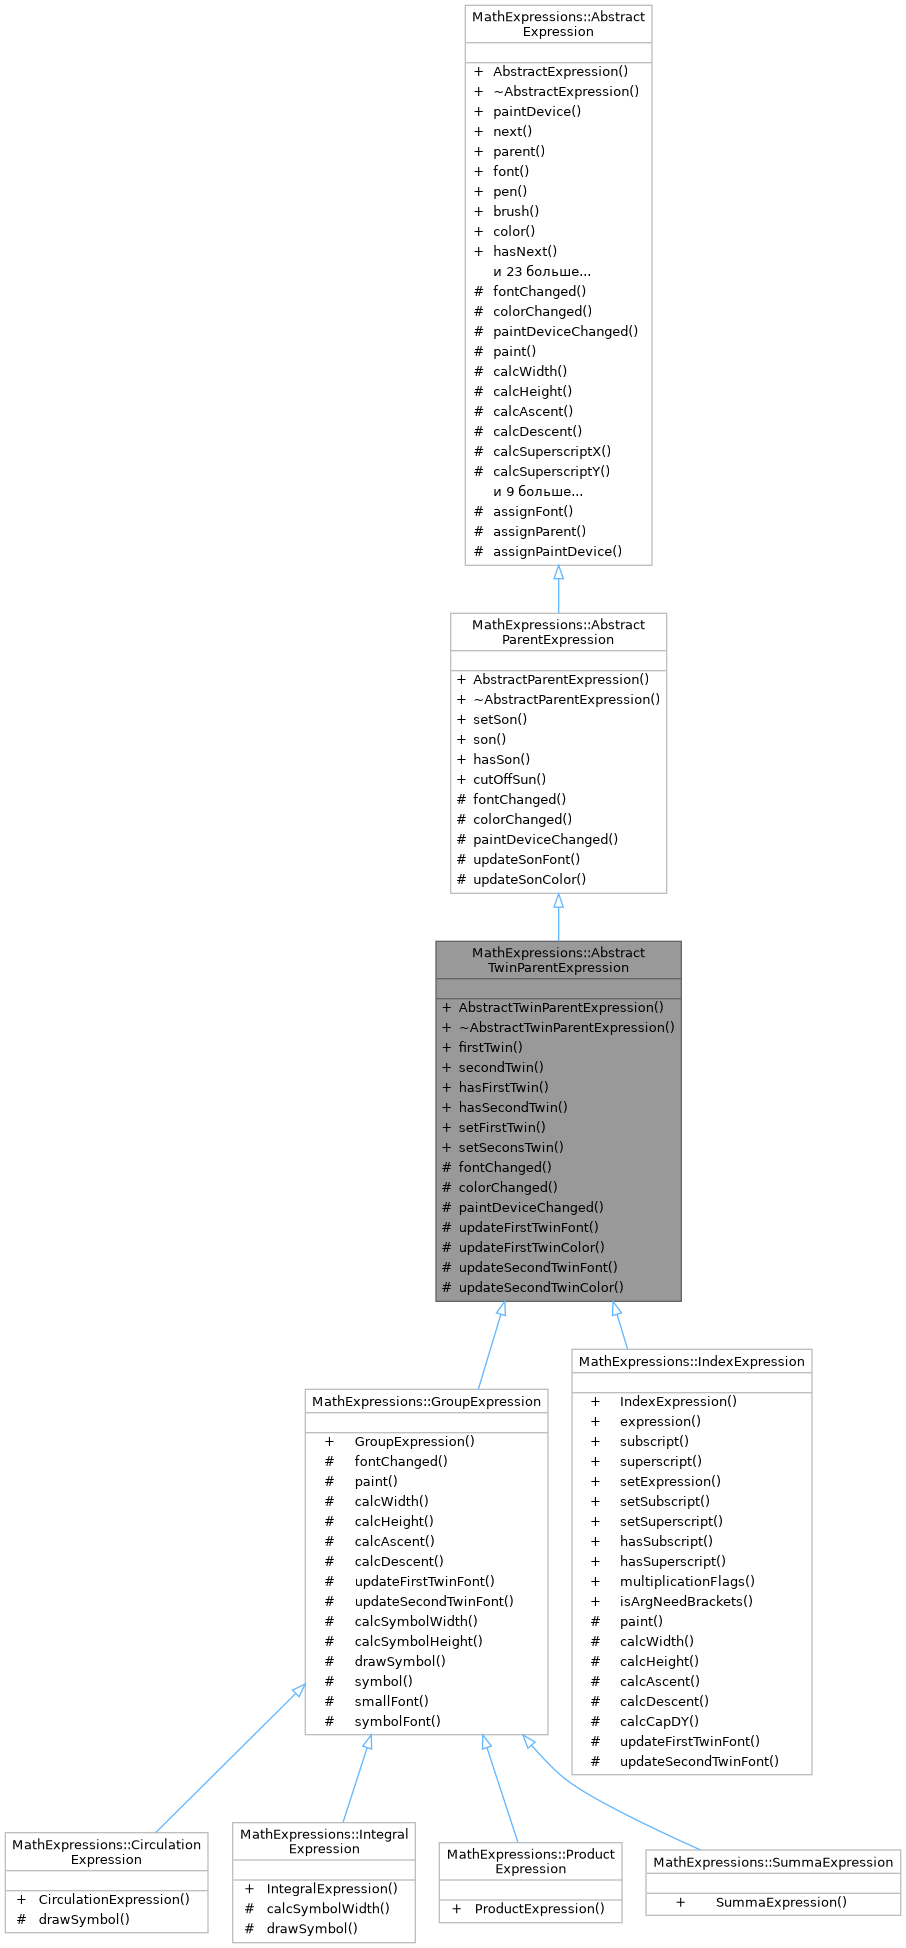 MathExpressions::Abstract
Expression
+ AbstractExpression()
+ ~AbstractExpression()
+ paintDevice()
+ next()
+ parent()
+ font()
+ pen()
+ brush()
+ color()
+ hasNext()
и 23 больше...
# fontChanged()
# colorChanged()
# paintDeviceChanged()
# paint()
# calcWidth()
# calcHeight()
# calcAscent()
# calcDescent()
# calcSuperscriptX()
# calcSuperscriptY()
и 9 больше...
# assignFont()
# assignParent()
# assignPaintDevice()
MathExpressions::Abstract
ParentExpression
+ AbstractParentExpression()
+ ~AbstractParentExpression()
+ setSon()
+ son()
+ hasSon()
+ cutOffSun()
# fontChanged()
# colorChanged()
# paintDeviceChanged()
# updateSonFont()
# updateSonColor()
MathExpressions::Abstract
TwinParentExpression
+ AbstractTwinParentExpression()
+ ~AbstractTwinParentExpression()
+ firstTwin()
+ secondTwin()
+ hasFirstTwin()
+ hasSecondTwin()
+ setFirstTwin()
+ setSeconsTwin()
# fontChanged()
# colorChanged()
# paintDeviceChanged()
# updateFirstTwinFont()
# updateFirstTwinColor()
# updateSecondTwinFont()
# updateSecondTwinColor()
MathExpressions::GroupExpression
+ GroupExpression()
# fontChanged()
# paint()
# calcWidth()
# calcHeight()
# calcAscent()
# calcDescent()
# updateFirstTwinFont()
# updateSecondTwinFont()
# calcSymbolWidth()
# calcSymbolHeight()
# drawSymbol()
# symbol()
# smallFont()
# symbolFont()
MathExpressions::IndexExpression
+ IndexExpression()
+ expression()
+ subscript()
+ superscript()
+ setExpression()
+ setSubscript()
+ setSuperscript()
+ hasSubscript()
+ hasSuperscript()
+ multiplicationFlags()
+ isArgNeedBrackets()
# paint()
# calcWidth()
# calcHeight()
# calcAscent()
# calcDescent()
# calcCapDY()
# updateFirstTwinFont()
# updateSecondTwinFont()
MathExpressions::Circulation
Expression
+ CirculationExpression()
# drawSymbol()
MathExpressions::Integral
Expression
+ IntegralExpression()
# calcSymbolWidth()
# drawSymbol()
MathExpressions::Product
Expression
+ ProductExpression()
MathExpressions::SummaExpression
+ SummaExpression()